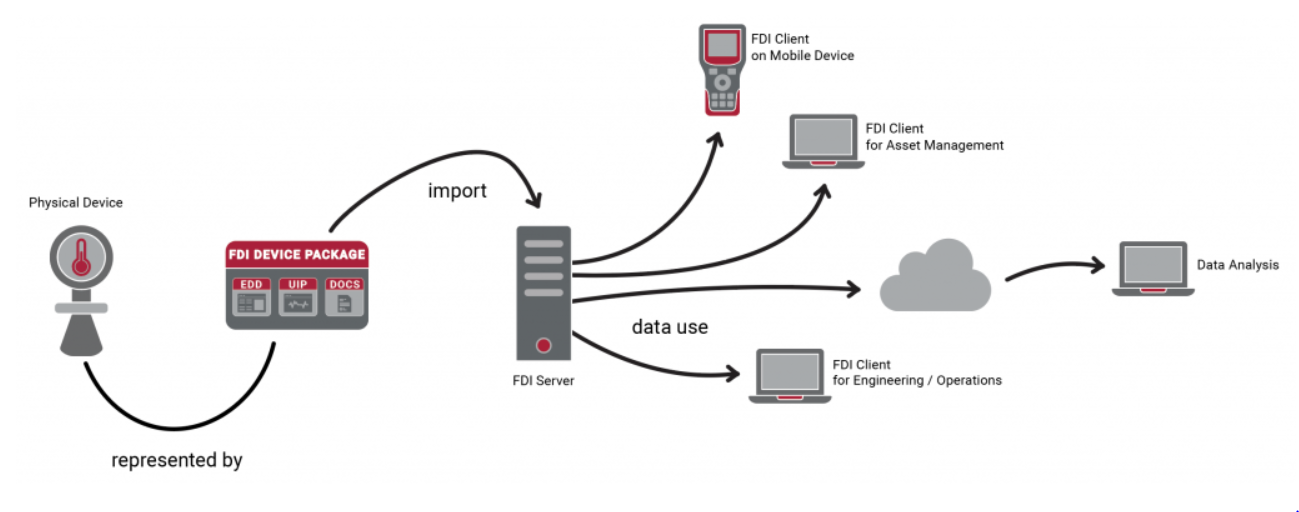 FDI Client
on Mobile Device
FDI Client
for Asset Management
import
Physical Device
FDI DEVICE PACKAGE
EDD
UIP
DOCS
Data Analysis
data use
FDI Client
for Engineering / Operations
FDI Server
represented by